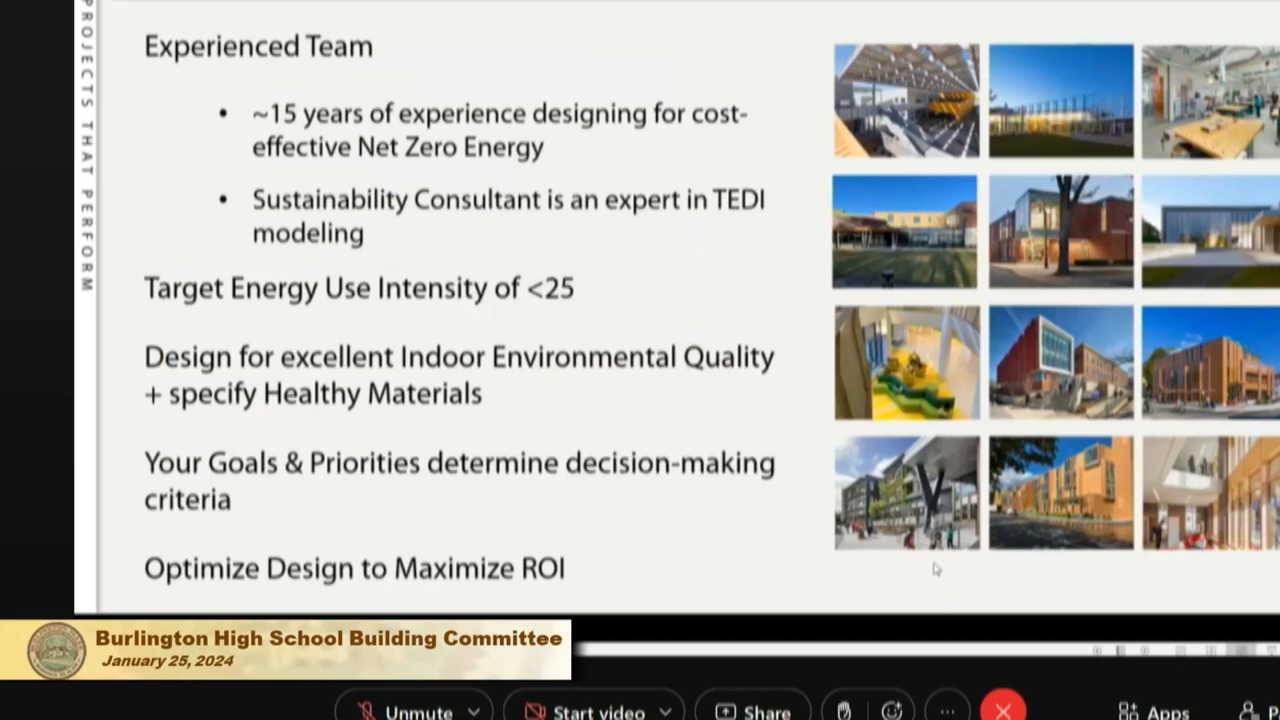 PROJECTS THAT PERFORM
Experienced Team
• ~15 years of experience designing for cost-
effective Net Zero Energy
• Sustainability Consultant is an expert in TEDI
modeling
Target Energy Use Intensity of <25
Design for excellent Indoor Environmental Quality
+ specify Healthy Materials
Your Goals & Priorities determine decision-making
criteria
Optimize Design to Maximize ROI
Burlington High School Building Committee
January 25, 2024
Unmute
Start video
Share
Apps